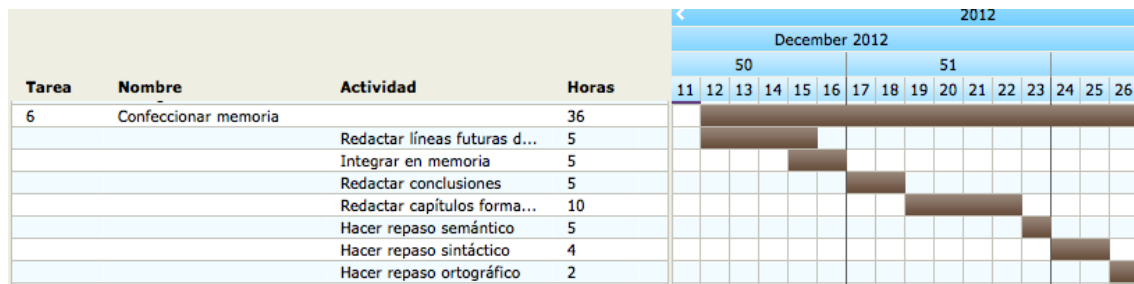 2012
December 2012
50 51
Tarea Nombre Actividad Horas 11 12 13 14 15 16 17 18 19 20 21 22 23 24 25 26
6 Confeccionar memoria 36
Redactar líneas futuras d... 5
Integrar en memoria 5
Redactar conclusiones 5
Redactar capítulos forma... 10
Hacer repaso semántico 5
Hacer repaso sintáctico 4
Hacer repaso ortográfico 2